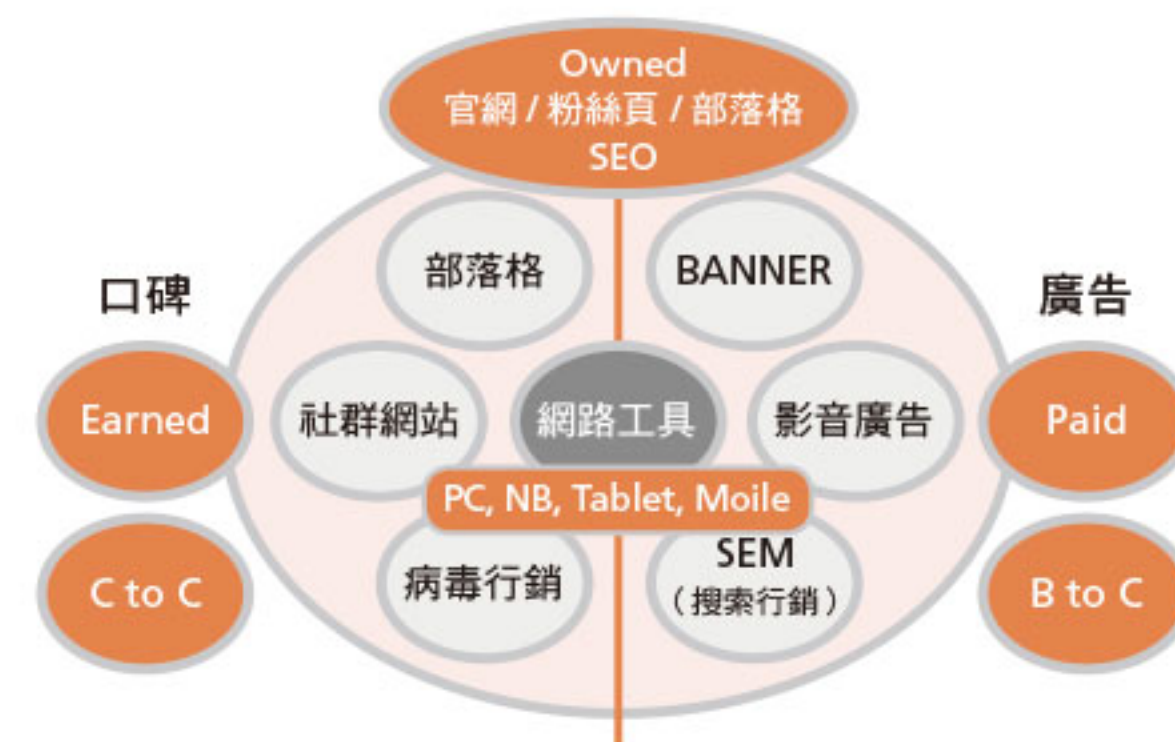 Owned
官網 / 粉絲頁 / 部落格
SEO
部落格
BANNER
口碑
廣告
Earned
社群網站
網路工具
影音廣告
Paid
PC, NB, Tablet, Moile
C to C
病毒行銷
SEM
（搜索行銷）
B to C